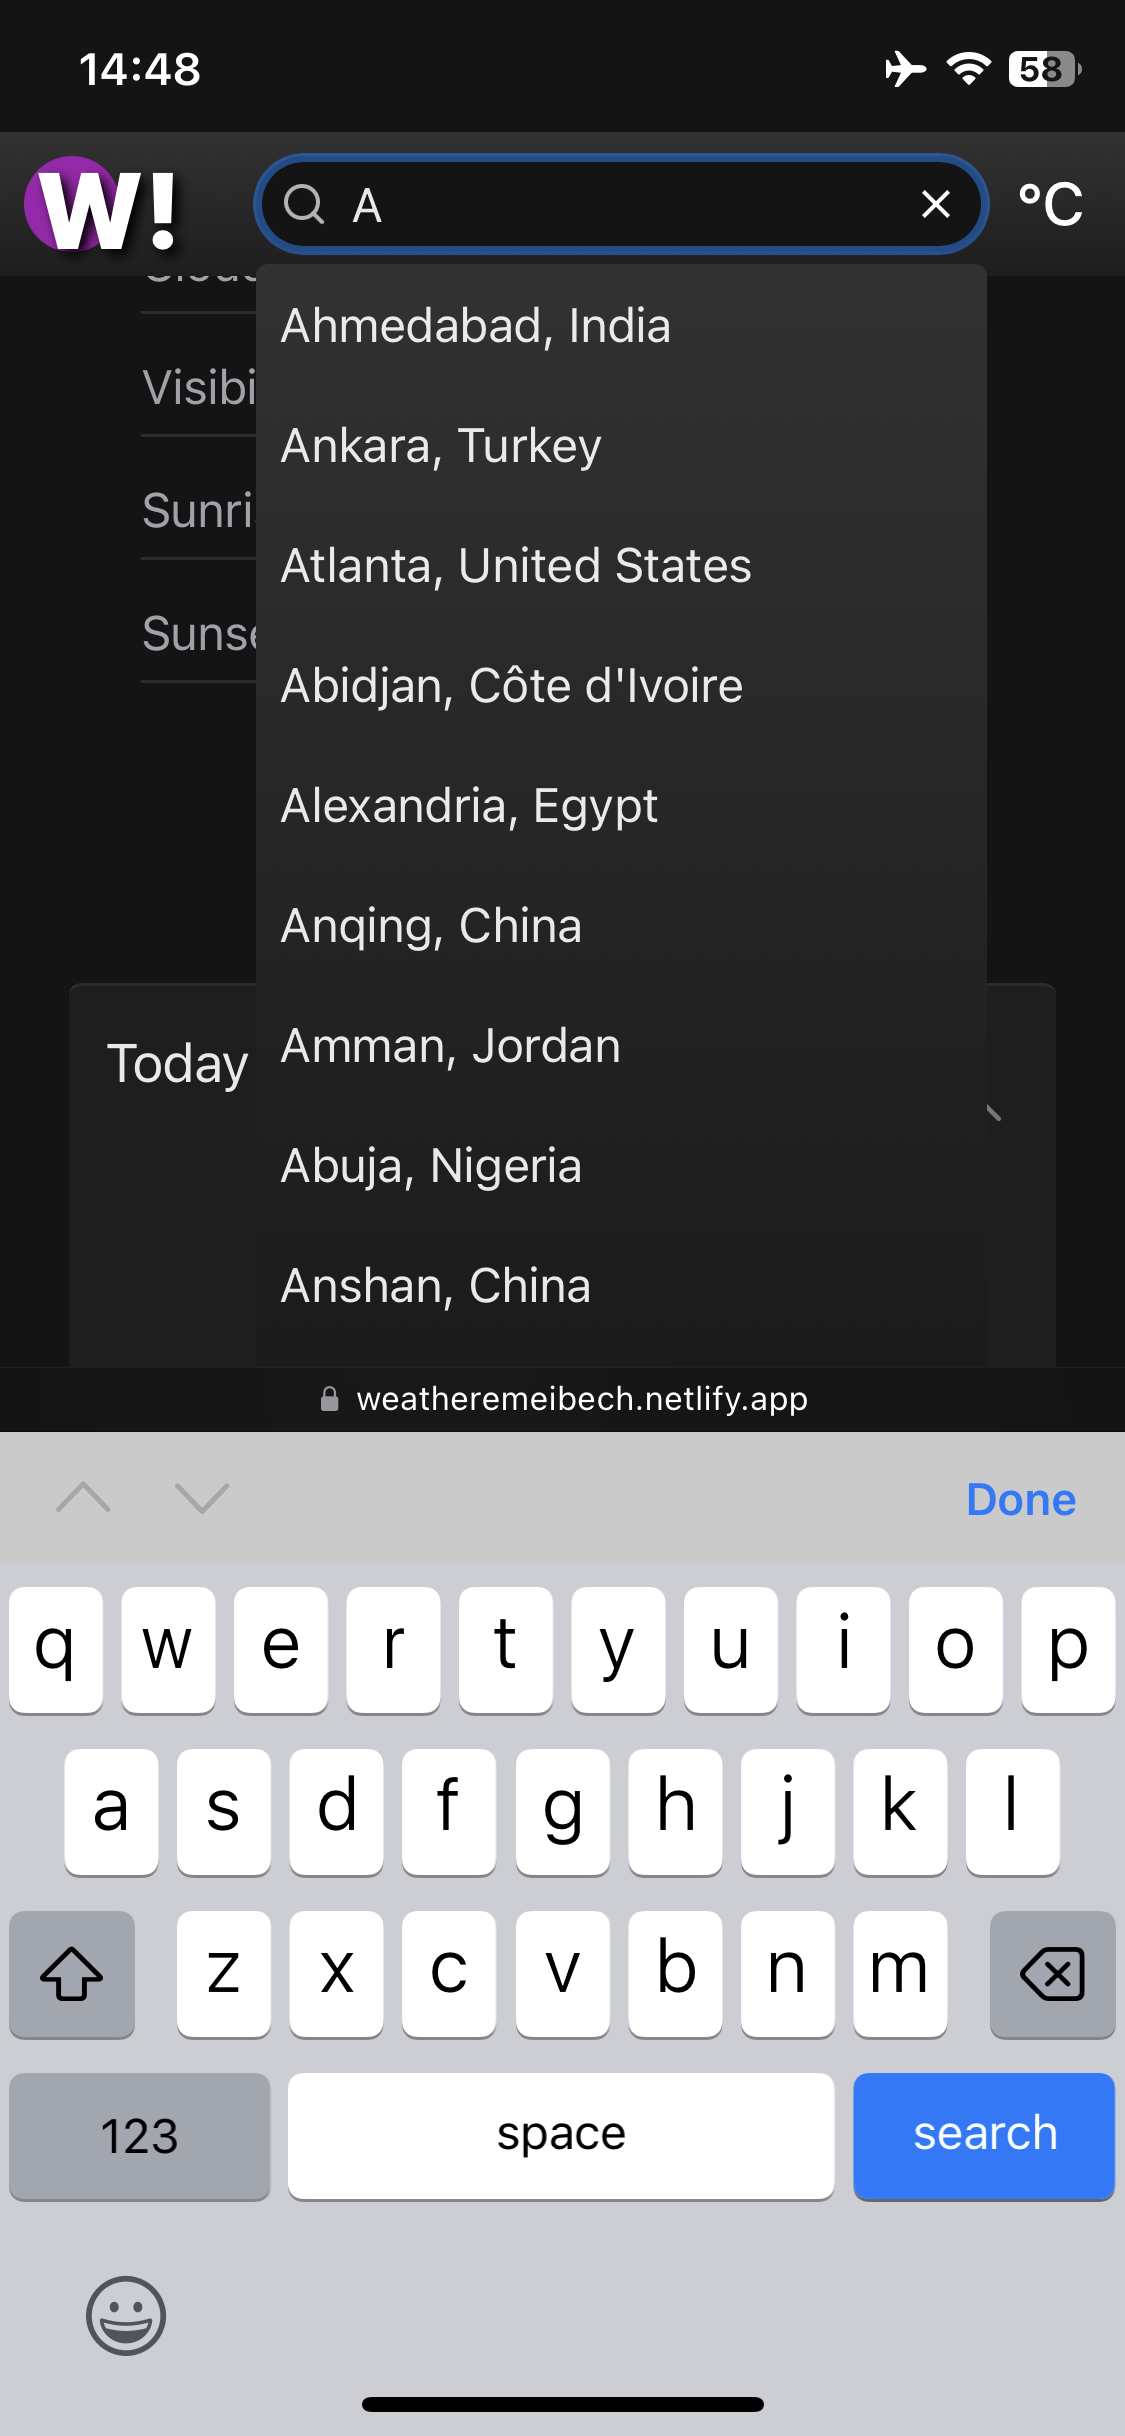 14:48
58
W!
A
°C
Ahmedabad, India
Visibi
Ankara, Turkey
Sunri
Atlanta, United States
Sunse
Abidjan, Côte d'Ivoire
Alexandria, Egypt
Anqing, China
Today
Amman, Jordan
Abuja, Nigeria
Anshan, China
weatheremeibech.netlify.app
Done
q w e r t y u i o p
a s d f g h j k l
z x c v b n m
123 space search